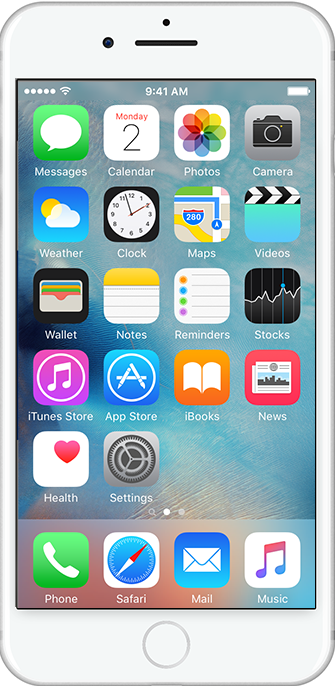 9:41 AM
Monday
2
Messages Calendar Photos Camera
12
280
Weather Clock Maps Videos
Wallet Notes Reminders Stocks
iTunes Store App Store iBooks News
Health Settings
Phone Safari Mail Music